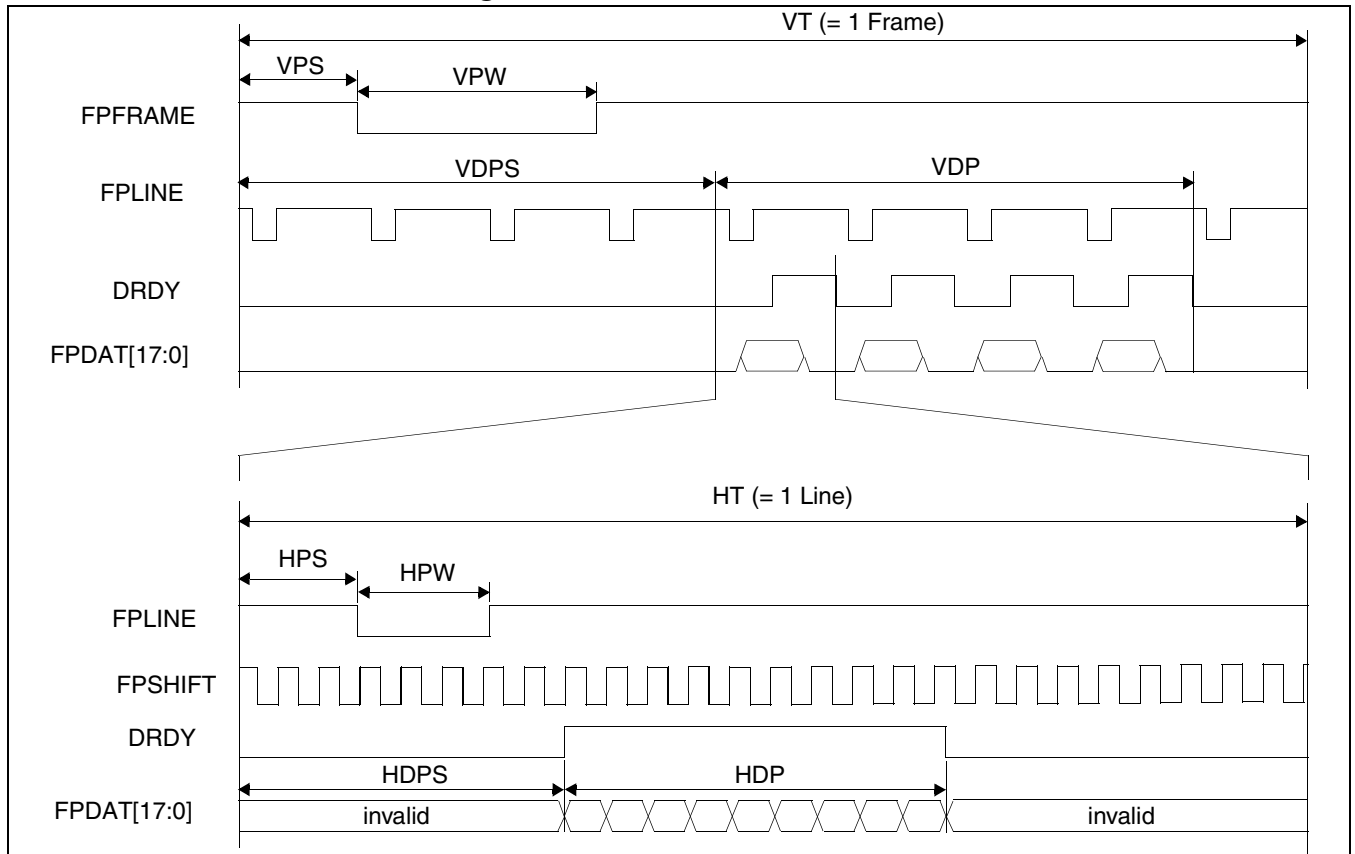 VT (= 1 Frame)
VPS
VPW
FPFRAME
VDPS
VDP
FPLINE
DRDY
FPDAT[17:0]
HT (= 1 Line)
HPS
HPW
FPLINE
FPSHIFT
DRDY
HDPS
HDP
FPDAT[17:0]
invalid
invalid